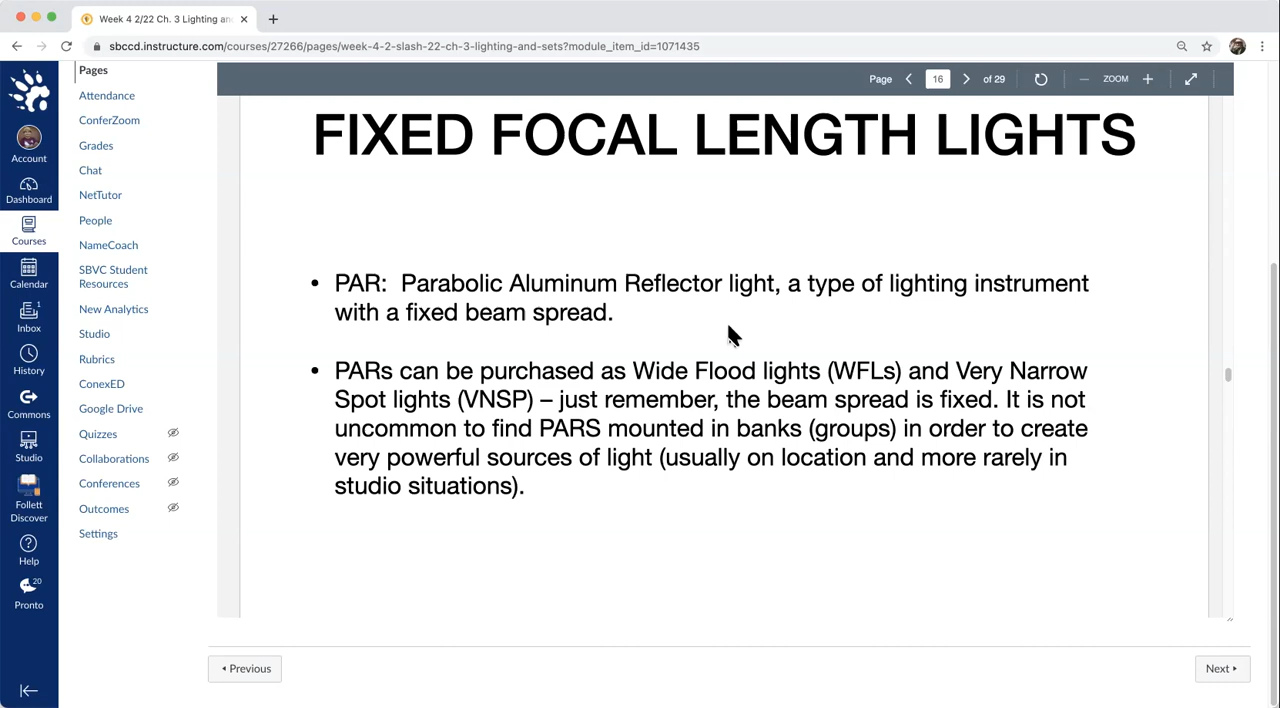 Week 4 2/22 Ch. 3 Lighting an
sbccd.instructure.com/courses/27266/pages/week-4-2-slash-22-ch-3-lighting-and-sets?module_item_id=1071435
Account
Dashboard
Courses
Calendar
1
Inbox
History
Commons
Studio
Follett
Discover
Help
20
Pronto
Pages
Attendance
ConferZoom
Grades
Chat
NetTutor
People
NameCoach
SBVC Student
Resources
New Analytics
Studio
Rubrics
ConexED
Google Drive
Quizzes
Collaborations
Conferences
Outcomes
Settings
Page 16 of 29 ZOOM
FIXED FOCAL LENGTH LIGHTS
• PAR: Parabolic Aluminum Reflector light, a type of lighting instrument
with a fixed beam spread.
• PARs can be purchased as Wide Flood lights (WFLs) and Very Narrow
Spot lights (VNSP) – just remember, the beam spread is fixed. It is not
uncommon to find PARS mounted in banks (groups) in order to create
very powerful sources of light (usually on location and more rarely in
studio situations).
Previous
Next